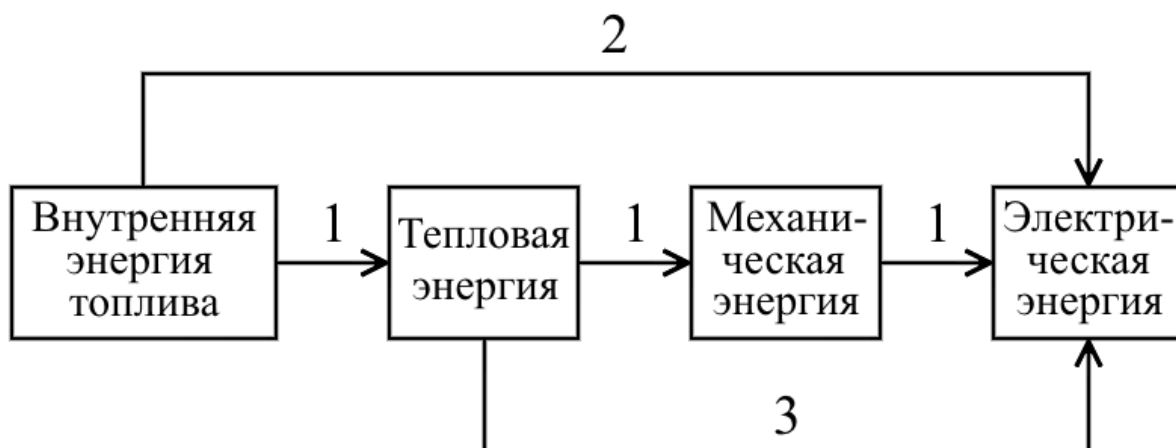 2
Внутренняя
энергия
топлива
1
Тепловая
энергия
1
Механи-
ческая
энергия
1
Электри-
ческая
энергия
3